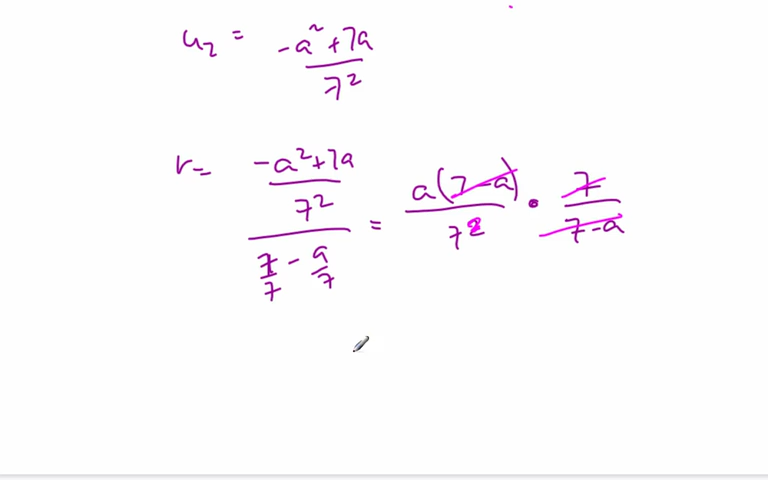 u₂ = (-a²+7a)/7²
r = ((-a²+7a)/7²)/(7/7 - a/7) = a(7-a)/7² · 7/(7-a)